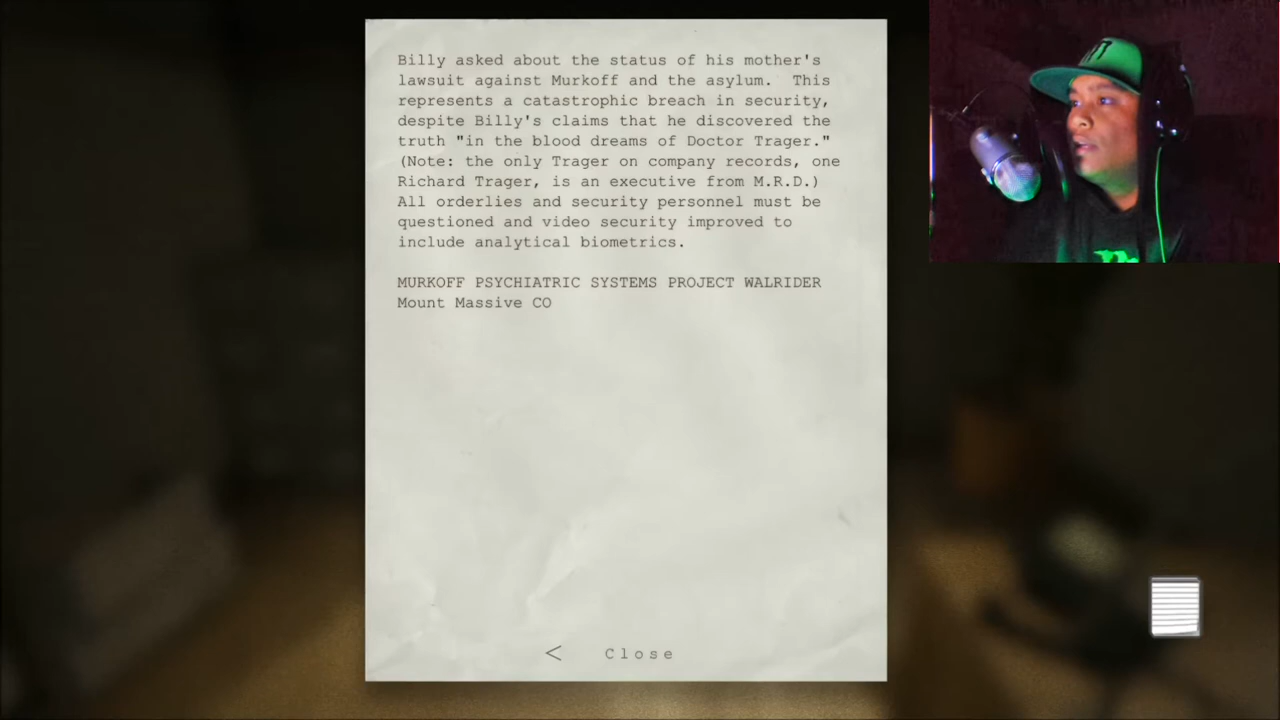 Billy asked about the status of his mother's
lawsuit against Murkoff and the asylum.  This
represents a catastrophic breach in security,
despite Billy's claims that he discovered the
truth "in the blood dreams of Doctor Trager."
(Note: the only Trager on company records, one
Richard Trager, is an executive from M.R.D.)
All orderlies and security personnel must be
questioned and video security improved to
include analytical biometrics.
MURKOFF PSYCHIATRIC SYSTEMS PROJECT WALRIDER
Mount Massive CO
< Close